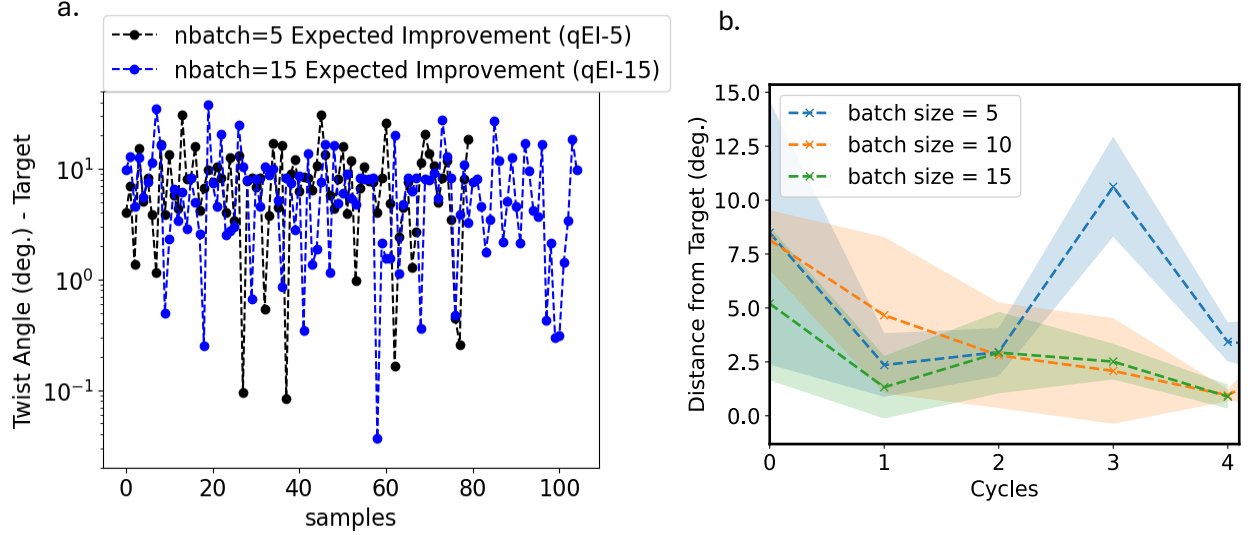 a.
nbatch=5 Expected Improvement (qEI-5)
nbatch=15 Expected Improvement (qEI-15)
Twist Angle (deg.) - Target
10¹
10⁰
10⁻¹
0 20 40 60 80 100
samples
b.
batch size = 5
batch size = 10
batch size = 15
Distance from Target (deg.)
15.0
12.5
10.0
7.5
5.0
2.5
0.0
0 1 2 3 4
Cycles